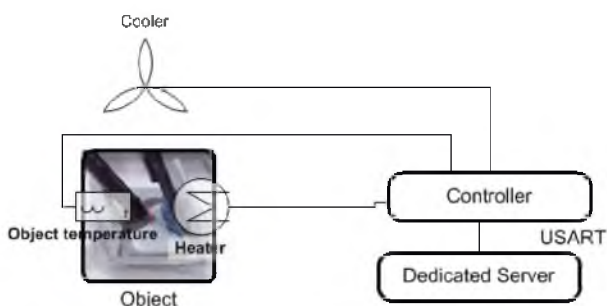 Cooler
Controller
Object temperature
Heater
USART
Dedicated Server
Object